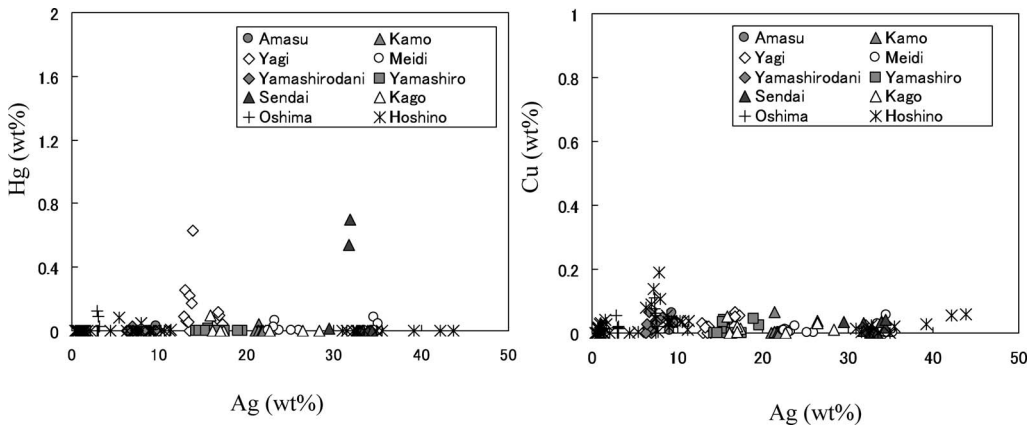 2
1.6
1.2
0.8
0.4
0
Hg (wt%)
Amasu Kamo
Yagi Meidi
Yamashirodani Yamashiro
Sendai Kago
Oshima Hoshino
0 10 20 30 40 50
Ag (wt%)
1
0.8
0.6
0.4
0.2
0
Cu (wt%)
Amasu Kamo
Yagi Meidi
Yamashirodani Yamashiro
Sendai Kago
Oshima Hoshino
0 10 20 30 40 50
Ag (wt%)